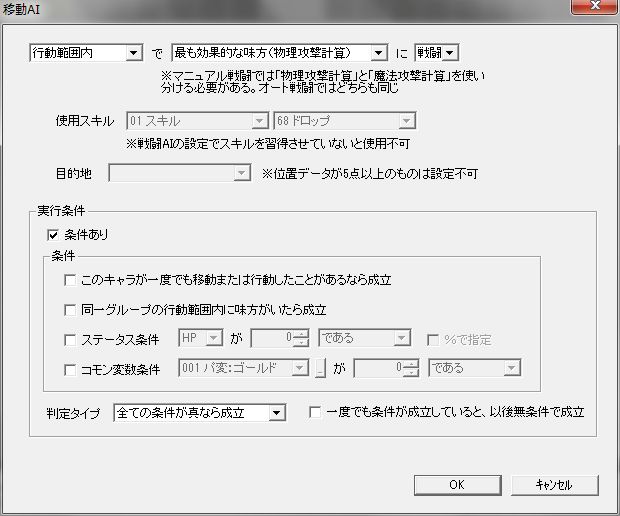 移動AI
行動範囲内 で 最も効果的な味方(物理攻撃計算) に 戦闘
※マニュアル戦闘では「物理攻撃計算」と「魔法攻撃計算」を使い
分ける必要がある。オート戦闘ではどちらも同じ
使用スキル 01 スキル 68 ドロップ
※戦闘AIの設定でスキルを習得させていないと使用不可
目的地 ※位置データが5点以上のものは設定不可
実行条件
条件あり
条件
このキャラが一度でも移動または行動したことがあるなら成立
同一グループの行動範囲内に味方がいたら成立
ステータス条件 HP が 0 である %で指定
コモン変数条件 001 パ変:ゴールド が 0 である
判定タイプ 全ての条件が真なら成立 一度でも条件が成立していると、以後無条件で成立
OK キャンセル